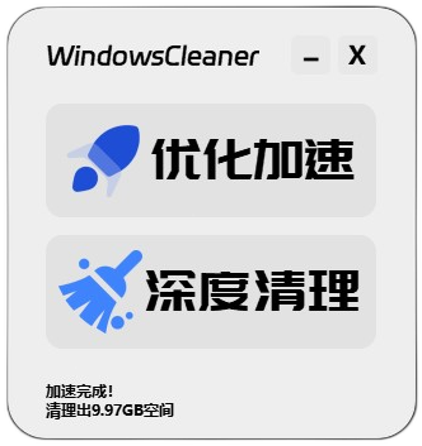 WindowsCleaner
– X
优化加速
深度清理
加速完成！
清理出9.97GB空间